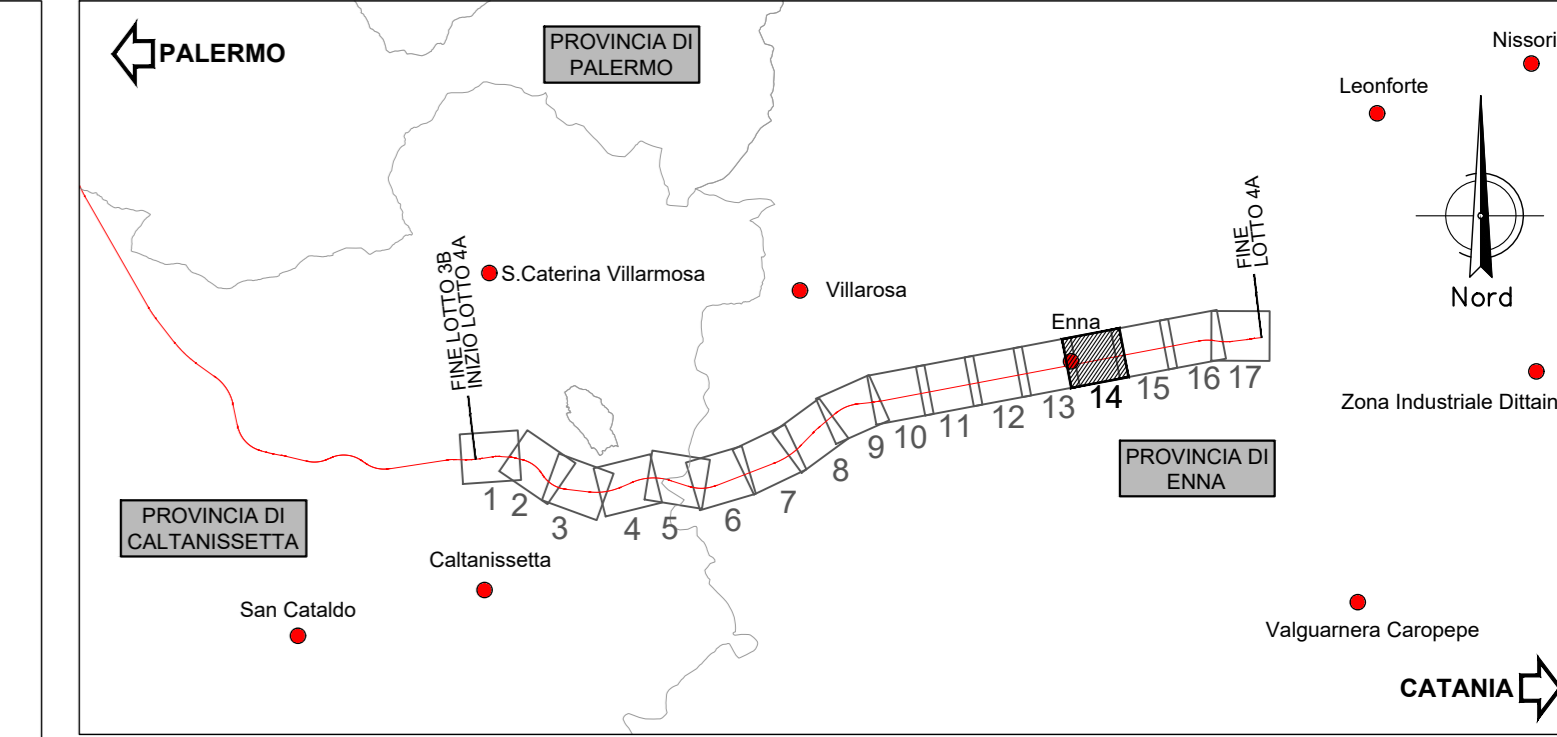 PALERMO
PROVINCIA DI
PALERMO
Nissori
Leonforte
FINE LOTTO 3B
INIZIO LOTTO 4A
S.Caterina Villarmosa
Villarosa
Enna
FINE
LOTTO 4A
Nord
1
2
3
4
5
6
7
8
9
10
11
12
13
14
15
16
17
Zona Industriale Dittain
PROVINCIA DI
ENNA
PROVINCIA DI
CALTANISSETTA
Caltanissetta
San Cataldo
Valguarnera Caropepe
CATANIA